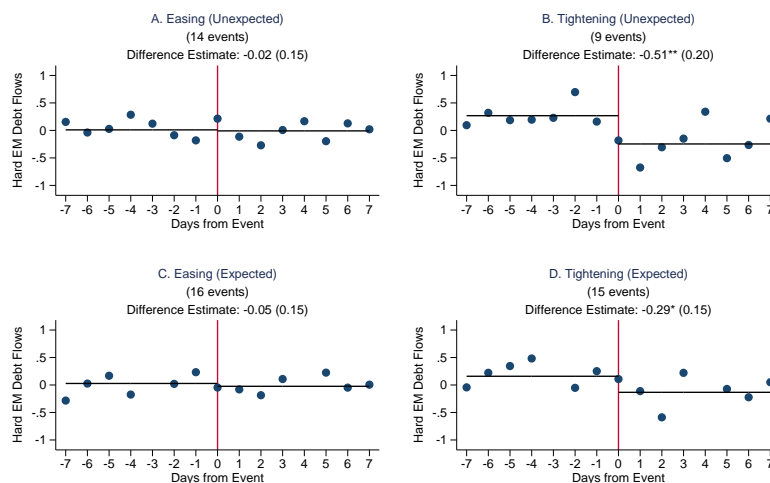 A. Easing (Unexpected)
(14 events)
Difference Estimate: -0.02 (0.15)
Hard EM Debt Flows
1
.5
0
-.5
-1
-7 -6 -5 -4 -3 -2 -1 0 1 2 3 4 5 6 7
Days from Event
B. Tightening (Unexpected)
(9 events)
Difference Estimate: -0.51** (0.20)
Hard EM Debt Flows
1
.5
0
-.5
-1
-7 -6 -5 -4 -3 -2 -1 0 1 2 3 4 5 6 7
Days from Event
C. Easing (Expected)
(16 events)
Difference Estimate: -0.05 (0.15)
Hard EM Debt Flows
1
.5
0
-.5
-1
-7 -6 -5 -4 -3 -2 -1 0 1 2 3 4 5 6 7
Days from Event
D. Tightening (Expected)
(15 events)
Difference Estimate: -0.29* (0.15)
Hard EM Debt Flows
1
.5
0
-.5
-1
-7 -6 -5 -4 -3 -2 -1 0 1 2 3 4 5 6 7
Days from Event